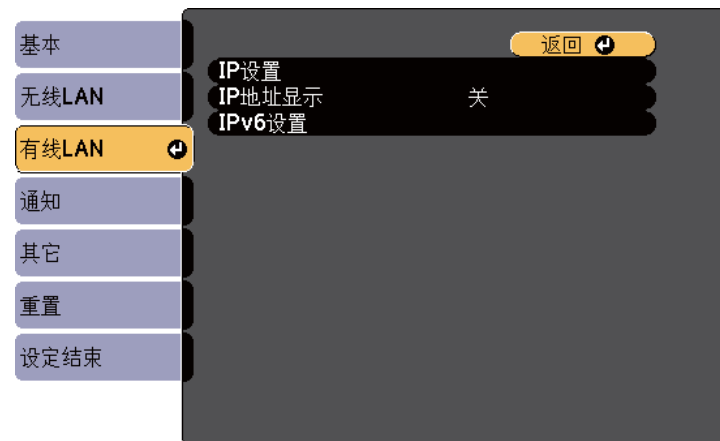 基本
无线LAN
有线LAN
通知
其它
重置
设定结束
返回
IP设置
IP地址显示 关
IPv6设置